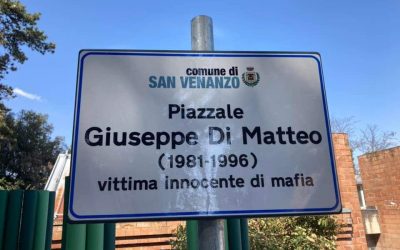 comune di
SAN VENANZO
Piazzale
Giuseppe Di Matteo
(1981-1996)
vittima innocente di mafia